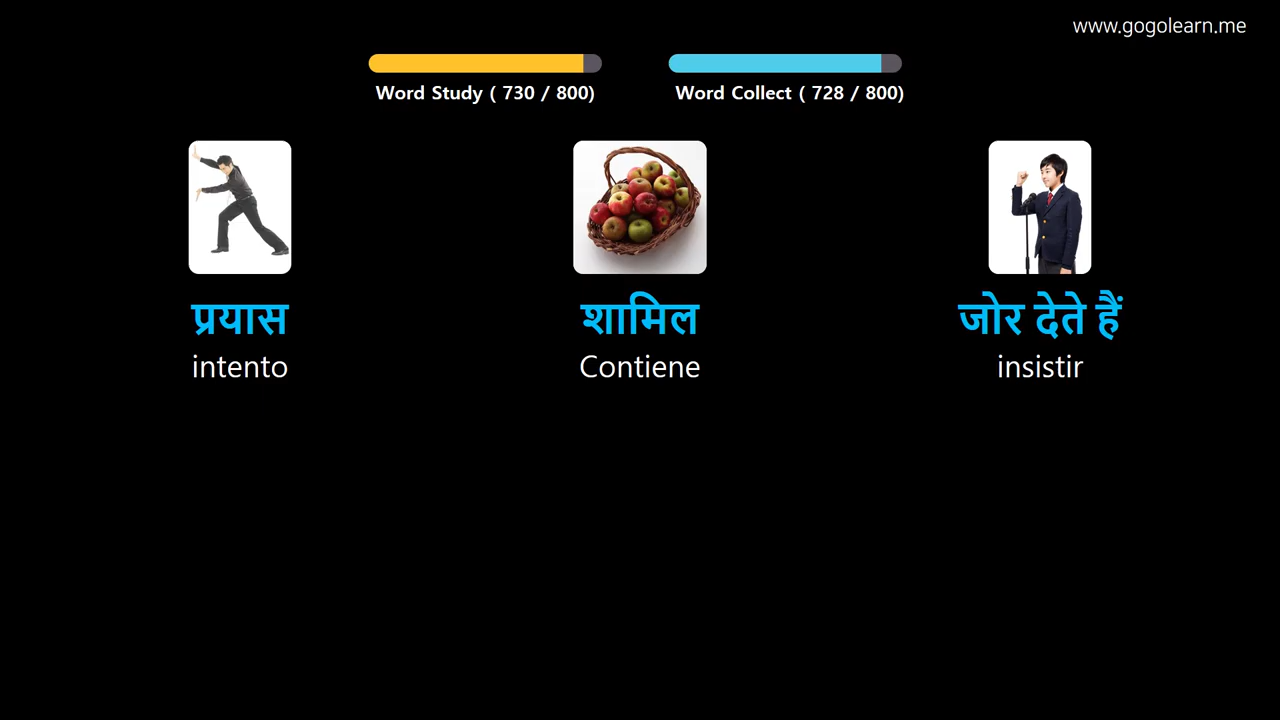 www.gogolearn.me
Word Study ( 730 / 800)
Word Collect ( 728 / 800)
प्रयास
शामिल
जोर देते हैं
intento
Contiene
insistir